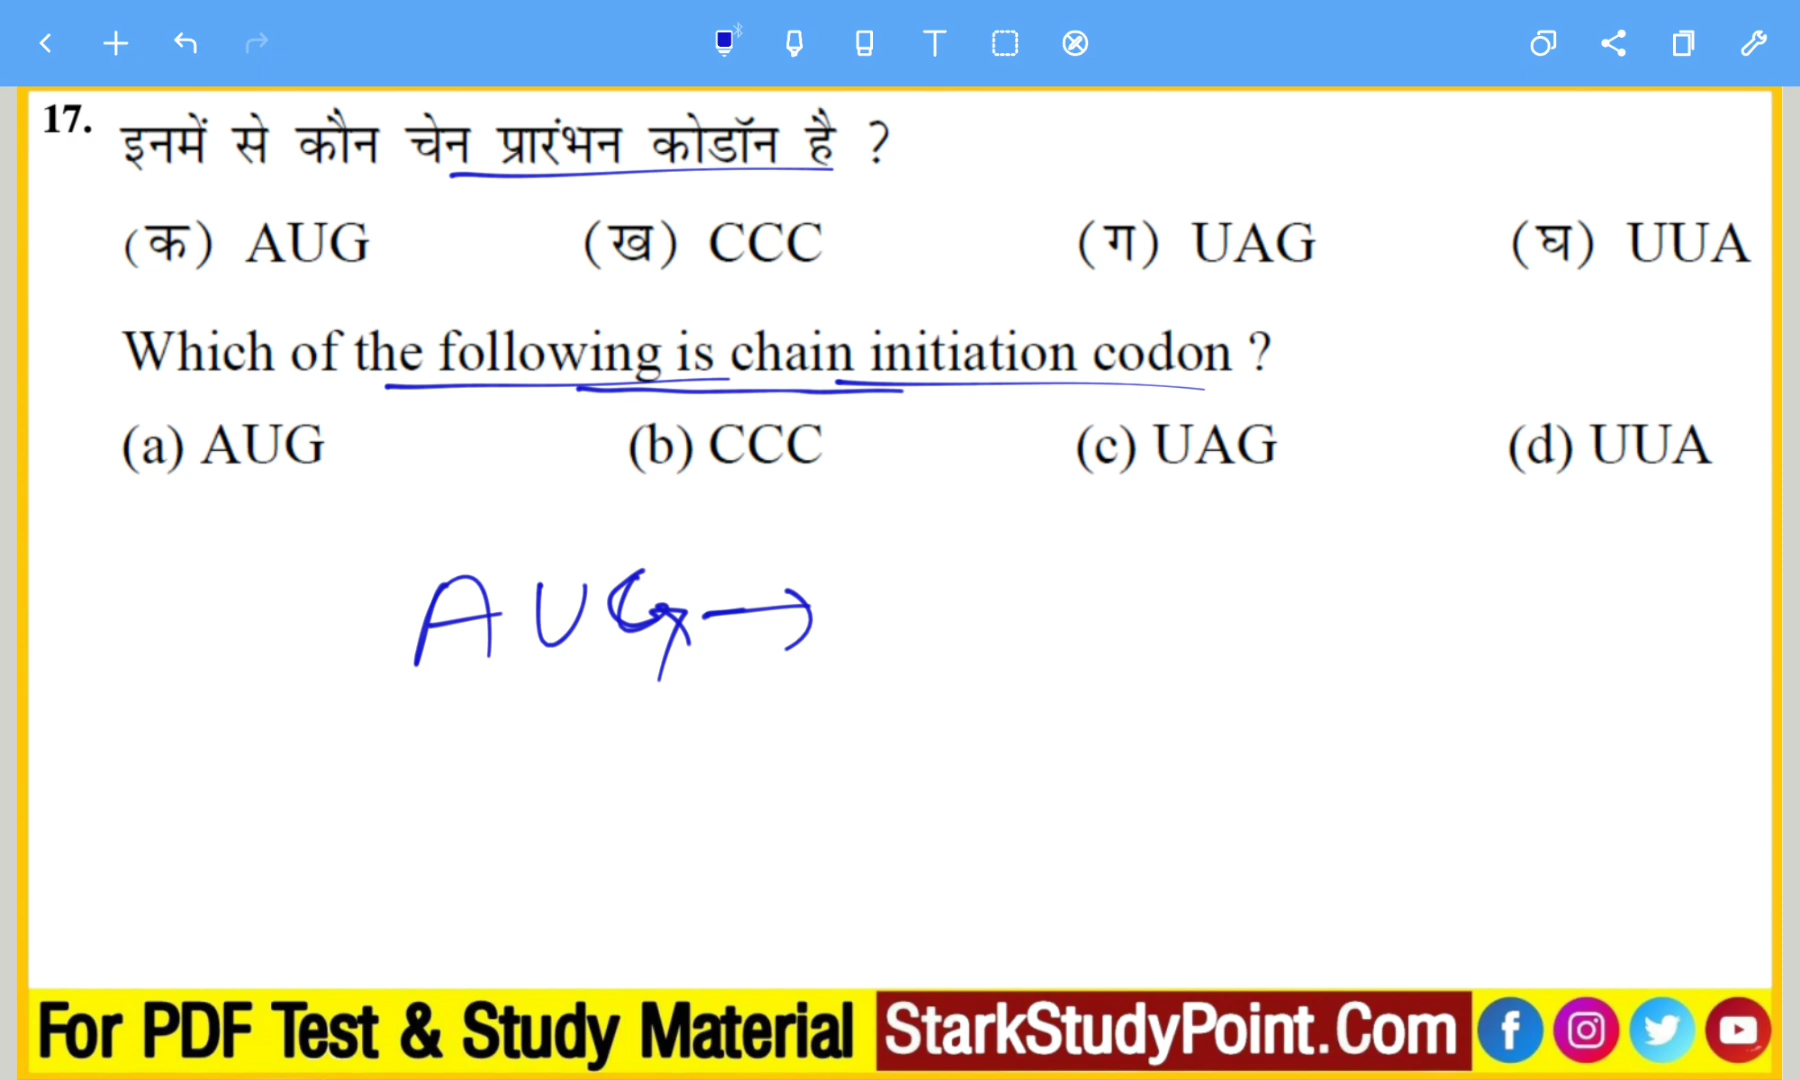 17. इनमें से कौन चेन प्रारंभन कोडॉन है ?
(क) AUG (ख) CCC (ग) UAG (घ) UUA
Which of the following is chain initiation codon ?
(a) AUG (b) CCC (c) UAG (d) UUA
AUG →
For PDF Test & Study Material StarkStudyPoint.Com